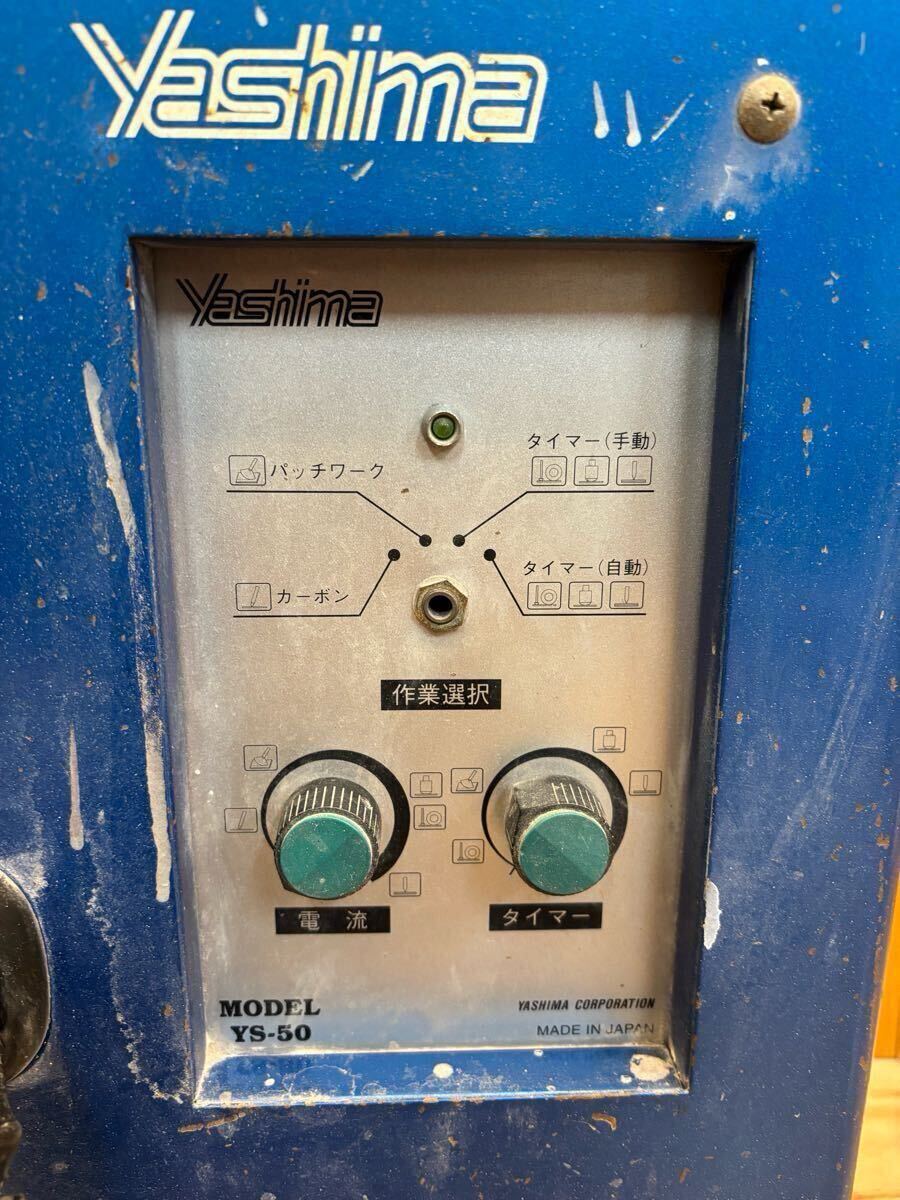 Yashima
Yashima
パッチワーク
タイマー(手動)
カーボン
タイマー(自動)
作業選択
電流
タイマー
MODEL
YS-50
YASHIMA CORPORATION
MADE IN JAPAN